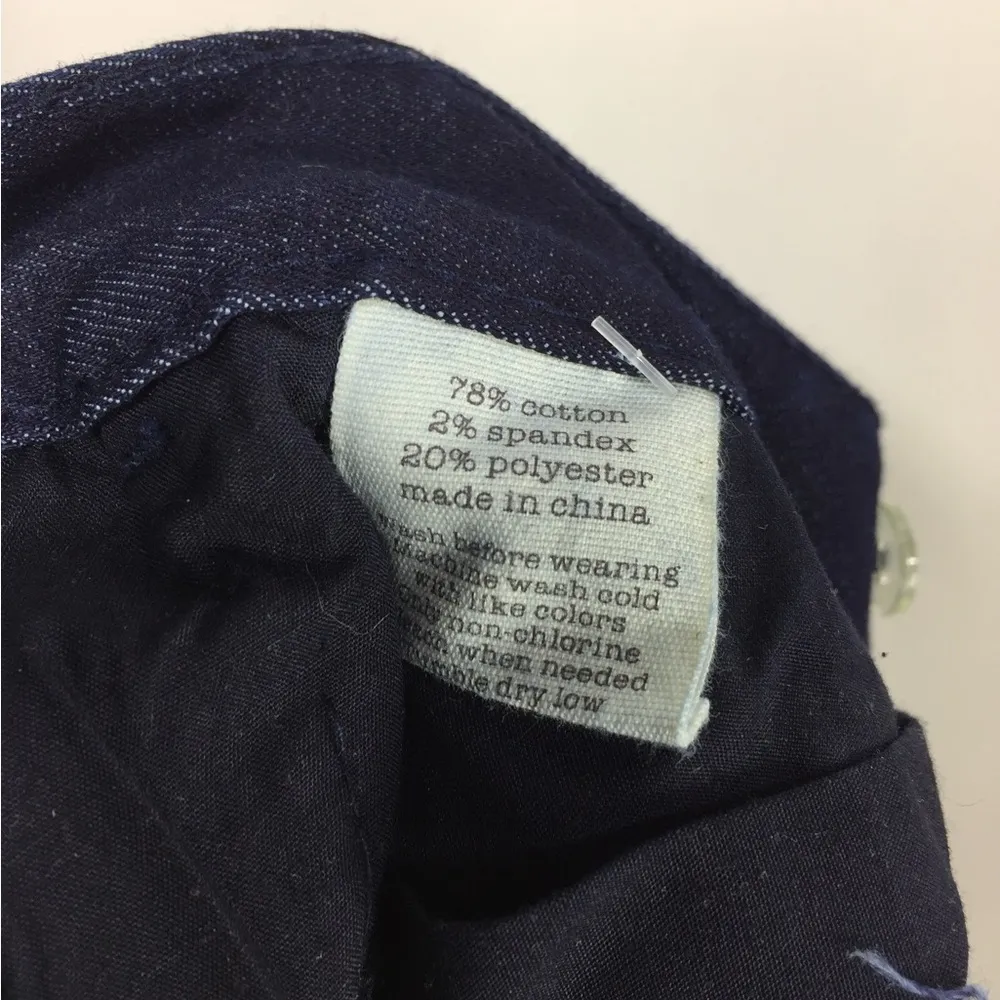 78% cotton
2% spandex
20% polyester
made in china
wash before wearing
machine wash cold
with like colors
only non-chlorine
when needed
tumble dry low